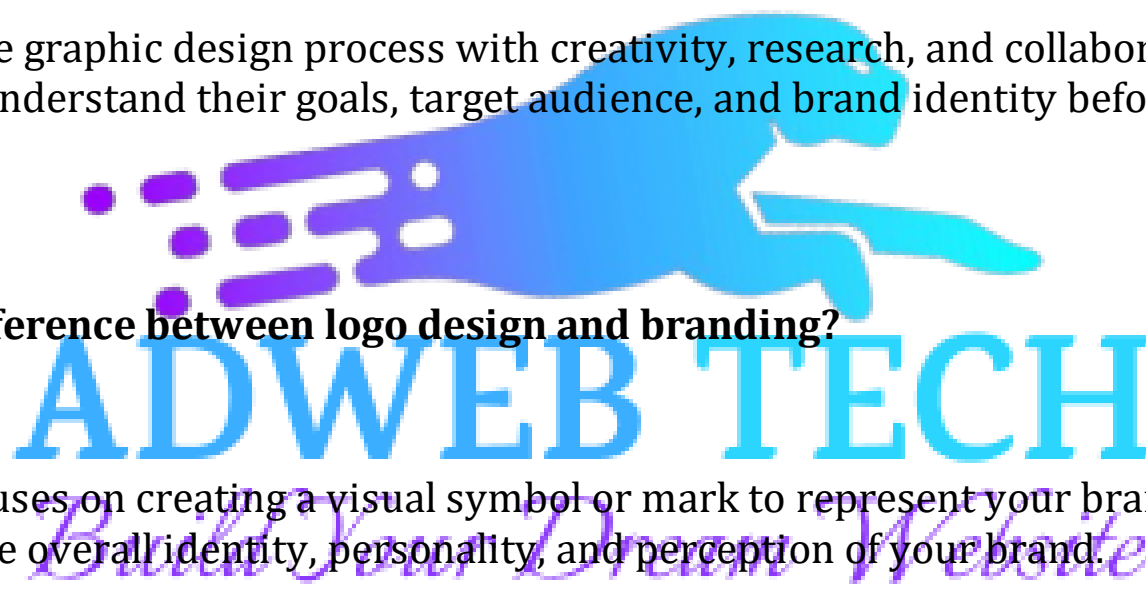 e graphic design process with creativity, research, and collabor
nderstand their goals, target audience, and brand identity befo
ference between logo design and branding?
ADWEB TECH
uses on creating a visual symbol or mark to represent your bra
e overall identity, personality, and perception of your brand.
Build Your Dream Website